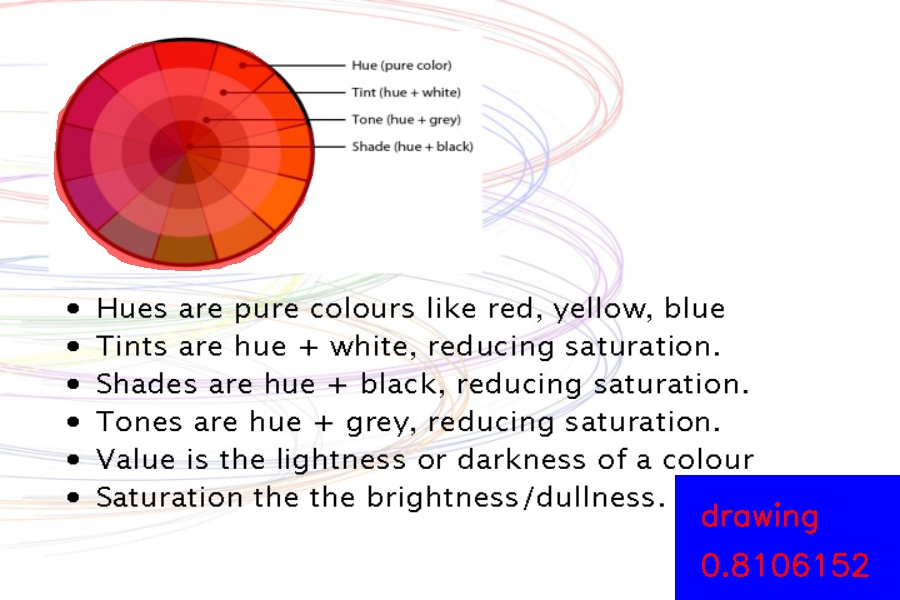 Hue (pure color)
Tint (hue + white)
Tone (hue + grey)
Shade (hue + black)
• Hues are pure colours like red, yellow, blue
• Tints are hue + white, reducing saturation.
• Shades are hue + black, reducing saturation.
• Tones are hue + grey, reducing saturation.
• Value is the lightness or darkness of a colour
• Saturation the the brightness/dullness.
drawing
0.8106152